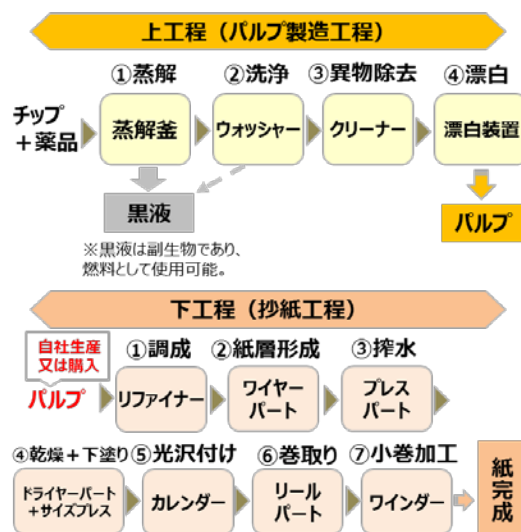 上工程（パルプ製造工程）
①蒸解
②洗浄
③異物除去
④漂白
チップ
＋薬品
蒸解釜
ウォッシャー
クリーナー
漂白装置
黒液
パルプ
※黒液は副生物であり、
燃料として使用可能。
下工程（抄紙工程）
自社生産
又は購入
パルプ
①調成
②紙層形成
③搾水
リファイナー
ワイヤー
パート
プレス
パート
④乾燥＋下塗り
⑤光沢付け
⑥巻取り
⑦小巻加工
ドライヤーパート
＋サイズプレス
カレンダー
リール
パート
ワインダー
紙完成